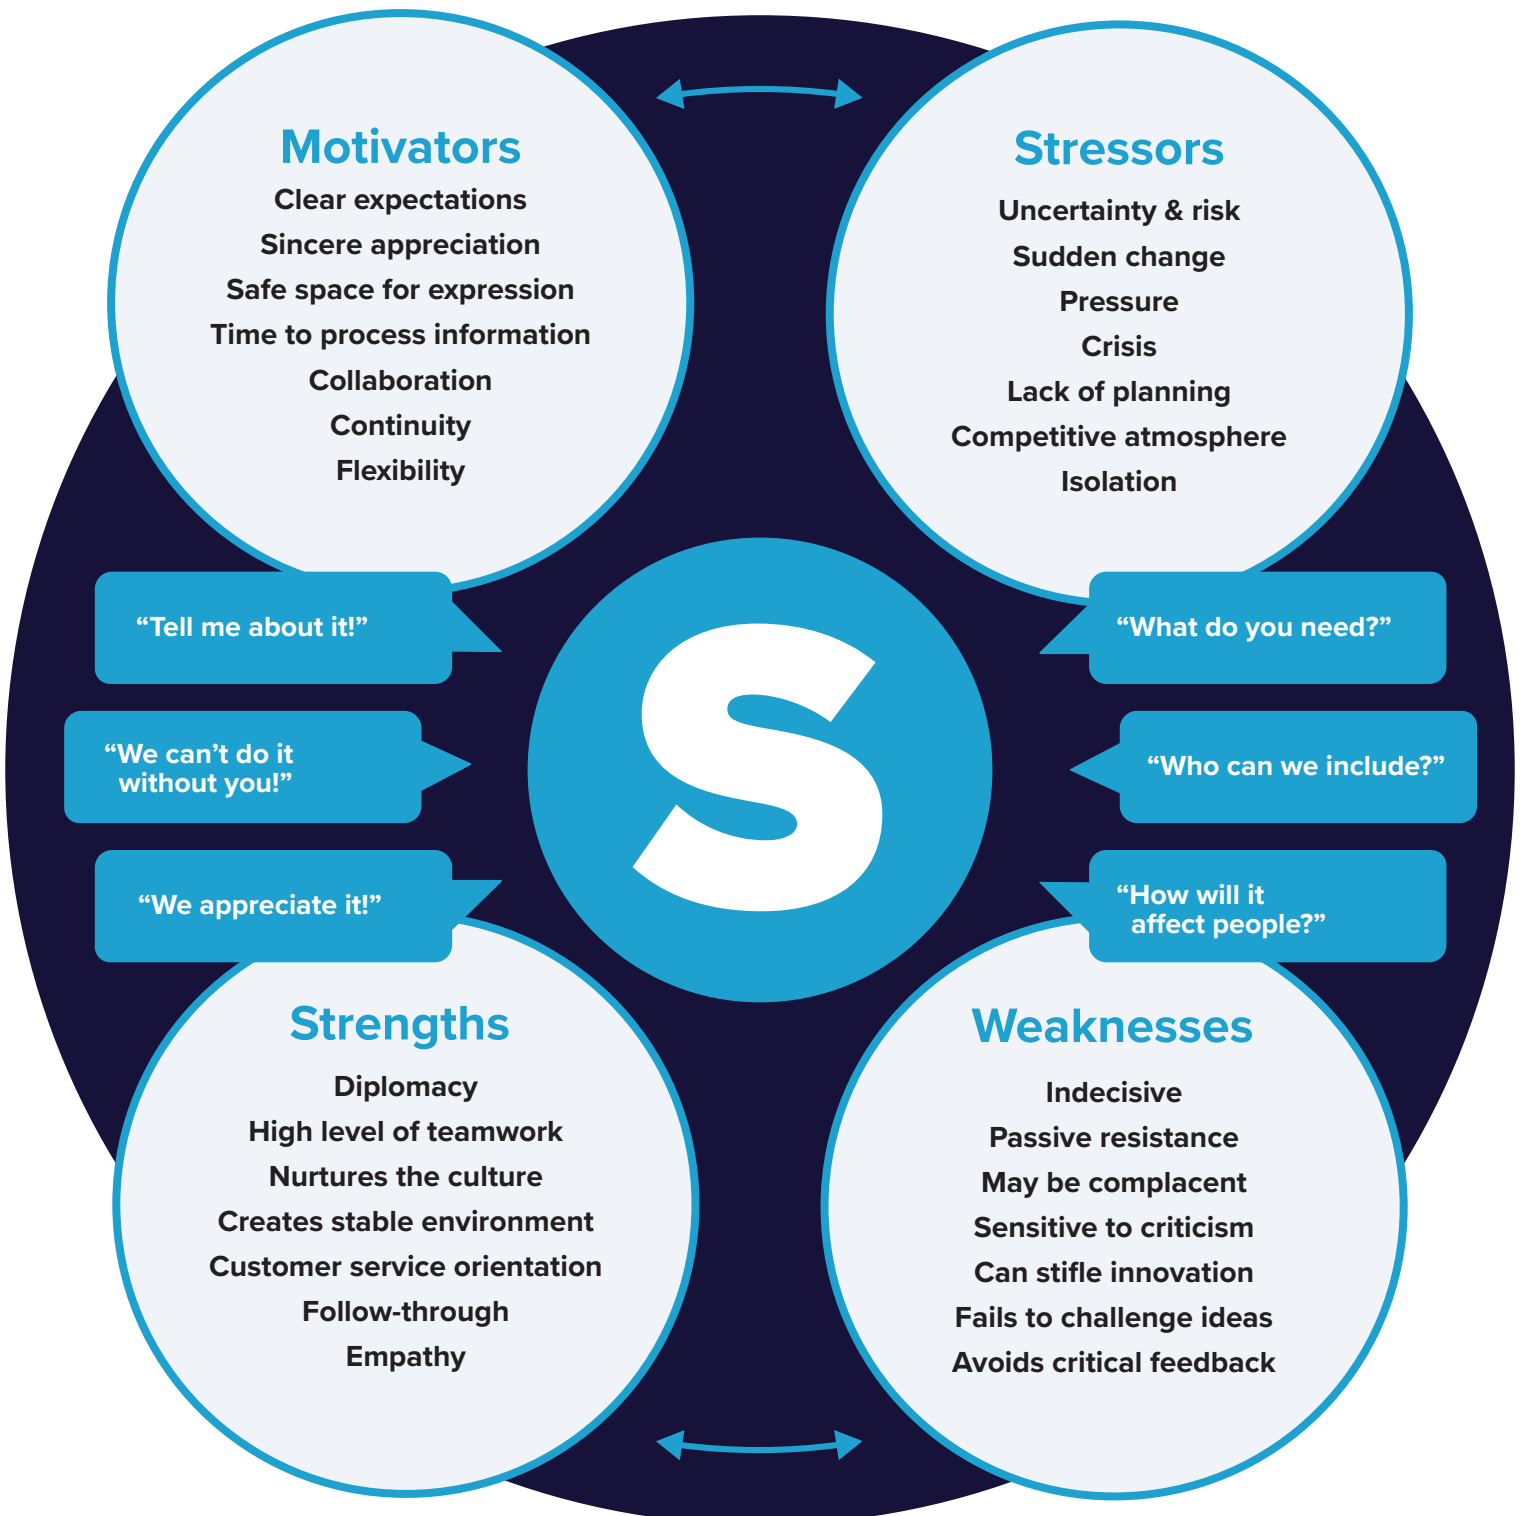 Motivators
Clear expectations
Sincere appreciation
Safe space for expression
Time to process information
Collaboration
Continuity
Flexibility
Stressors
Uncertainty & risk
Sudden change
Pressure
Crisis
Lack of planning
Competitive atmosphere
Isolation
“Tell me about it!”
“We can’t do it
without you!”
“We appreciate it!”
S
“What do you need?”
“Who can we include?”
“How will it
affect people?”
Strengths
Diplomacy
High level of teamwork
Nurtures the culture
Creates stable environment
Customer service orientation
Follow-through
Empathy
Weaknesses
Indecisive
Passive resistance
May be complacent
Sensitive to criticism
Can stifle innovation
Fails to challenge ideas
Avoids critical feedback